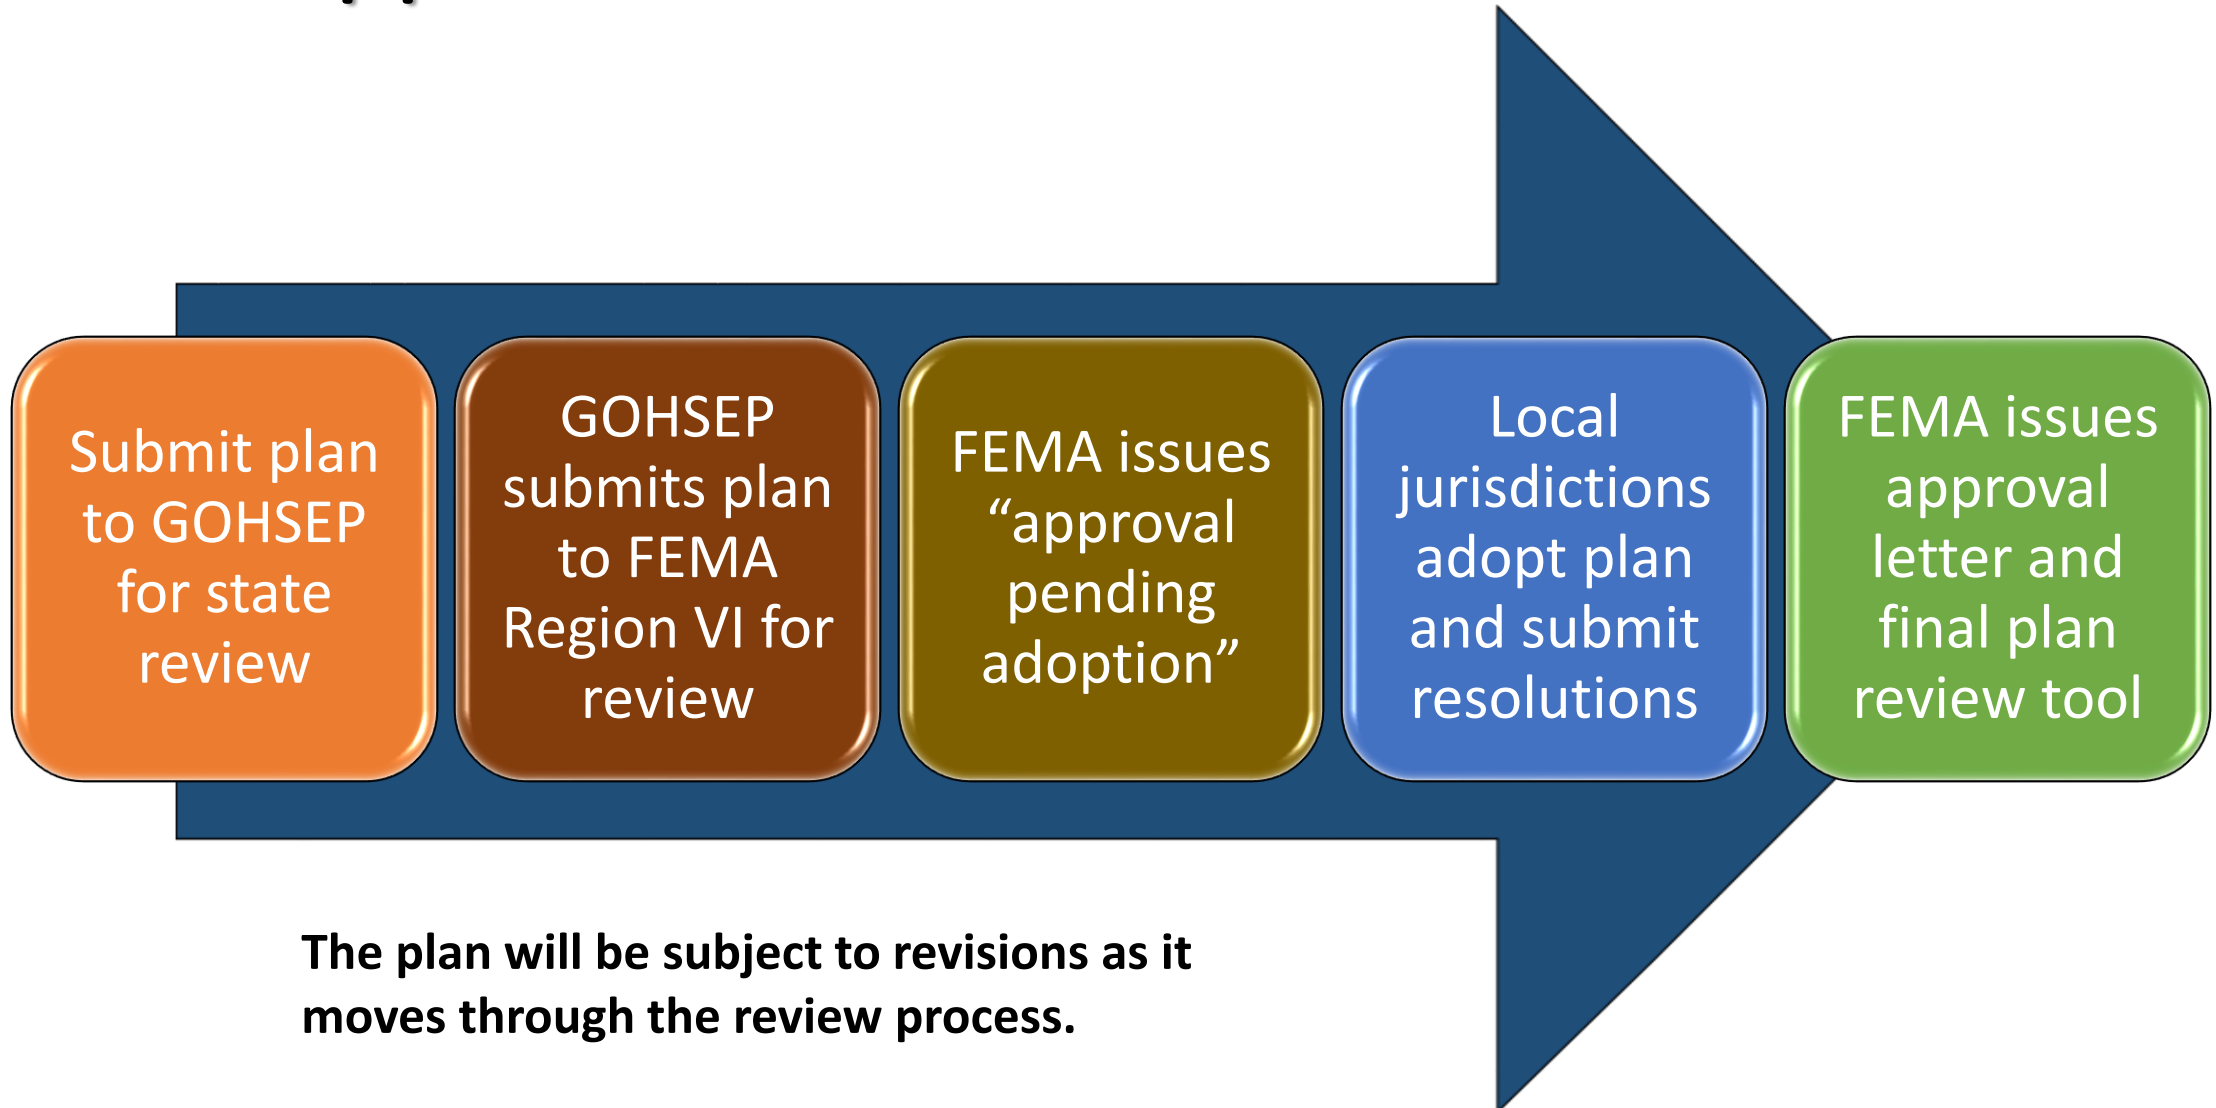 Submit plan
to GOHSEP
for state
review
GOHSEP
submits plan
to FEMA
Region VI for
review
FEMA issues
“approval
pending
adoption”
Local
jurisdictions
adopt plan
and submit
resolutions
FEMA issues
approval
letter and
final plan
review tool
The plan will be subject to revisions as it
moves through the review process.